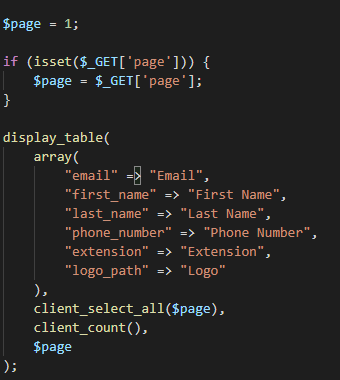 $page = 1;
if (isset($_GET['page'])) {
    $page = $_GET['page'];
}
display_table(
    array(
        "email" => "Email",
        "first_name" => "First Name",
        "last_name" => "Last Name",
        "phone_number" => "Phone Number",
        "extension" => "Extension",
        "logo_path" => "Logo"
    ),
    client_select_all($page),
    client_count(),
    $page
);